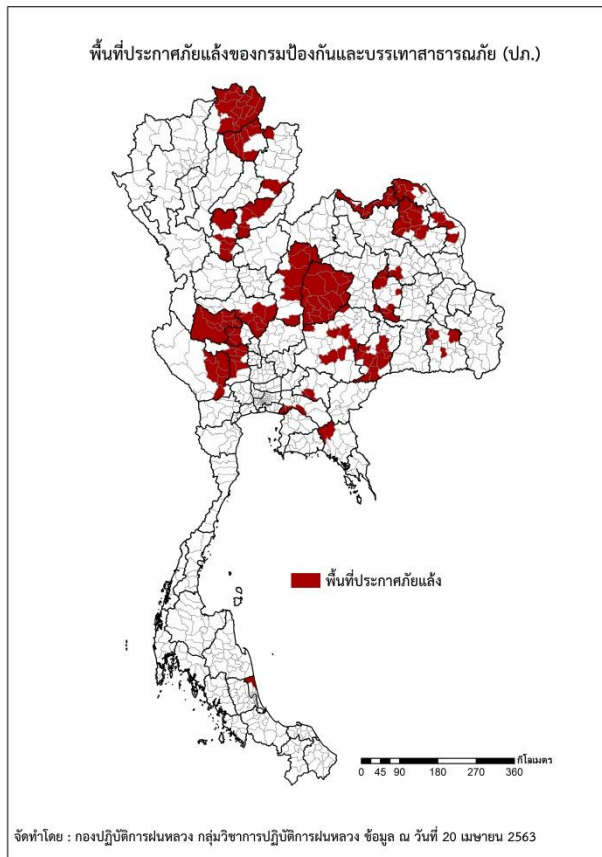 พื้นที่ประกาศภัยแล้งของกรมป้องกันและบรรเทาสาธารณภัย (ปภ.)
พื้นที่ประกาศภัยแล้ง
กิโลเมตร
0 45 90 180 270 360
จัดทำโดย : กองปฏิบัติการฝนหลวง กลุ่มวิชาการปฏิบัติการฝนหลวง ข้อมูล ณ วันที่ 20 เมษายน 2563